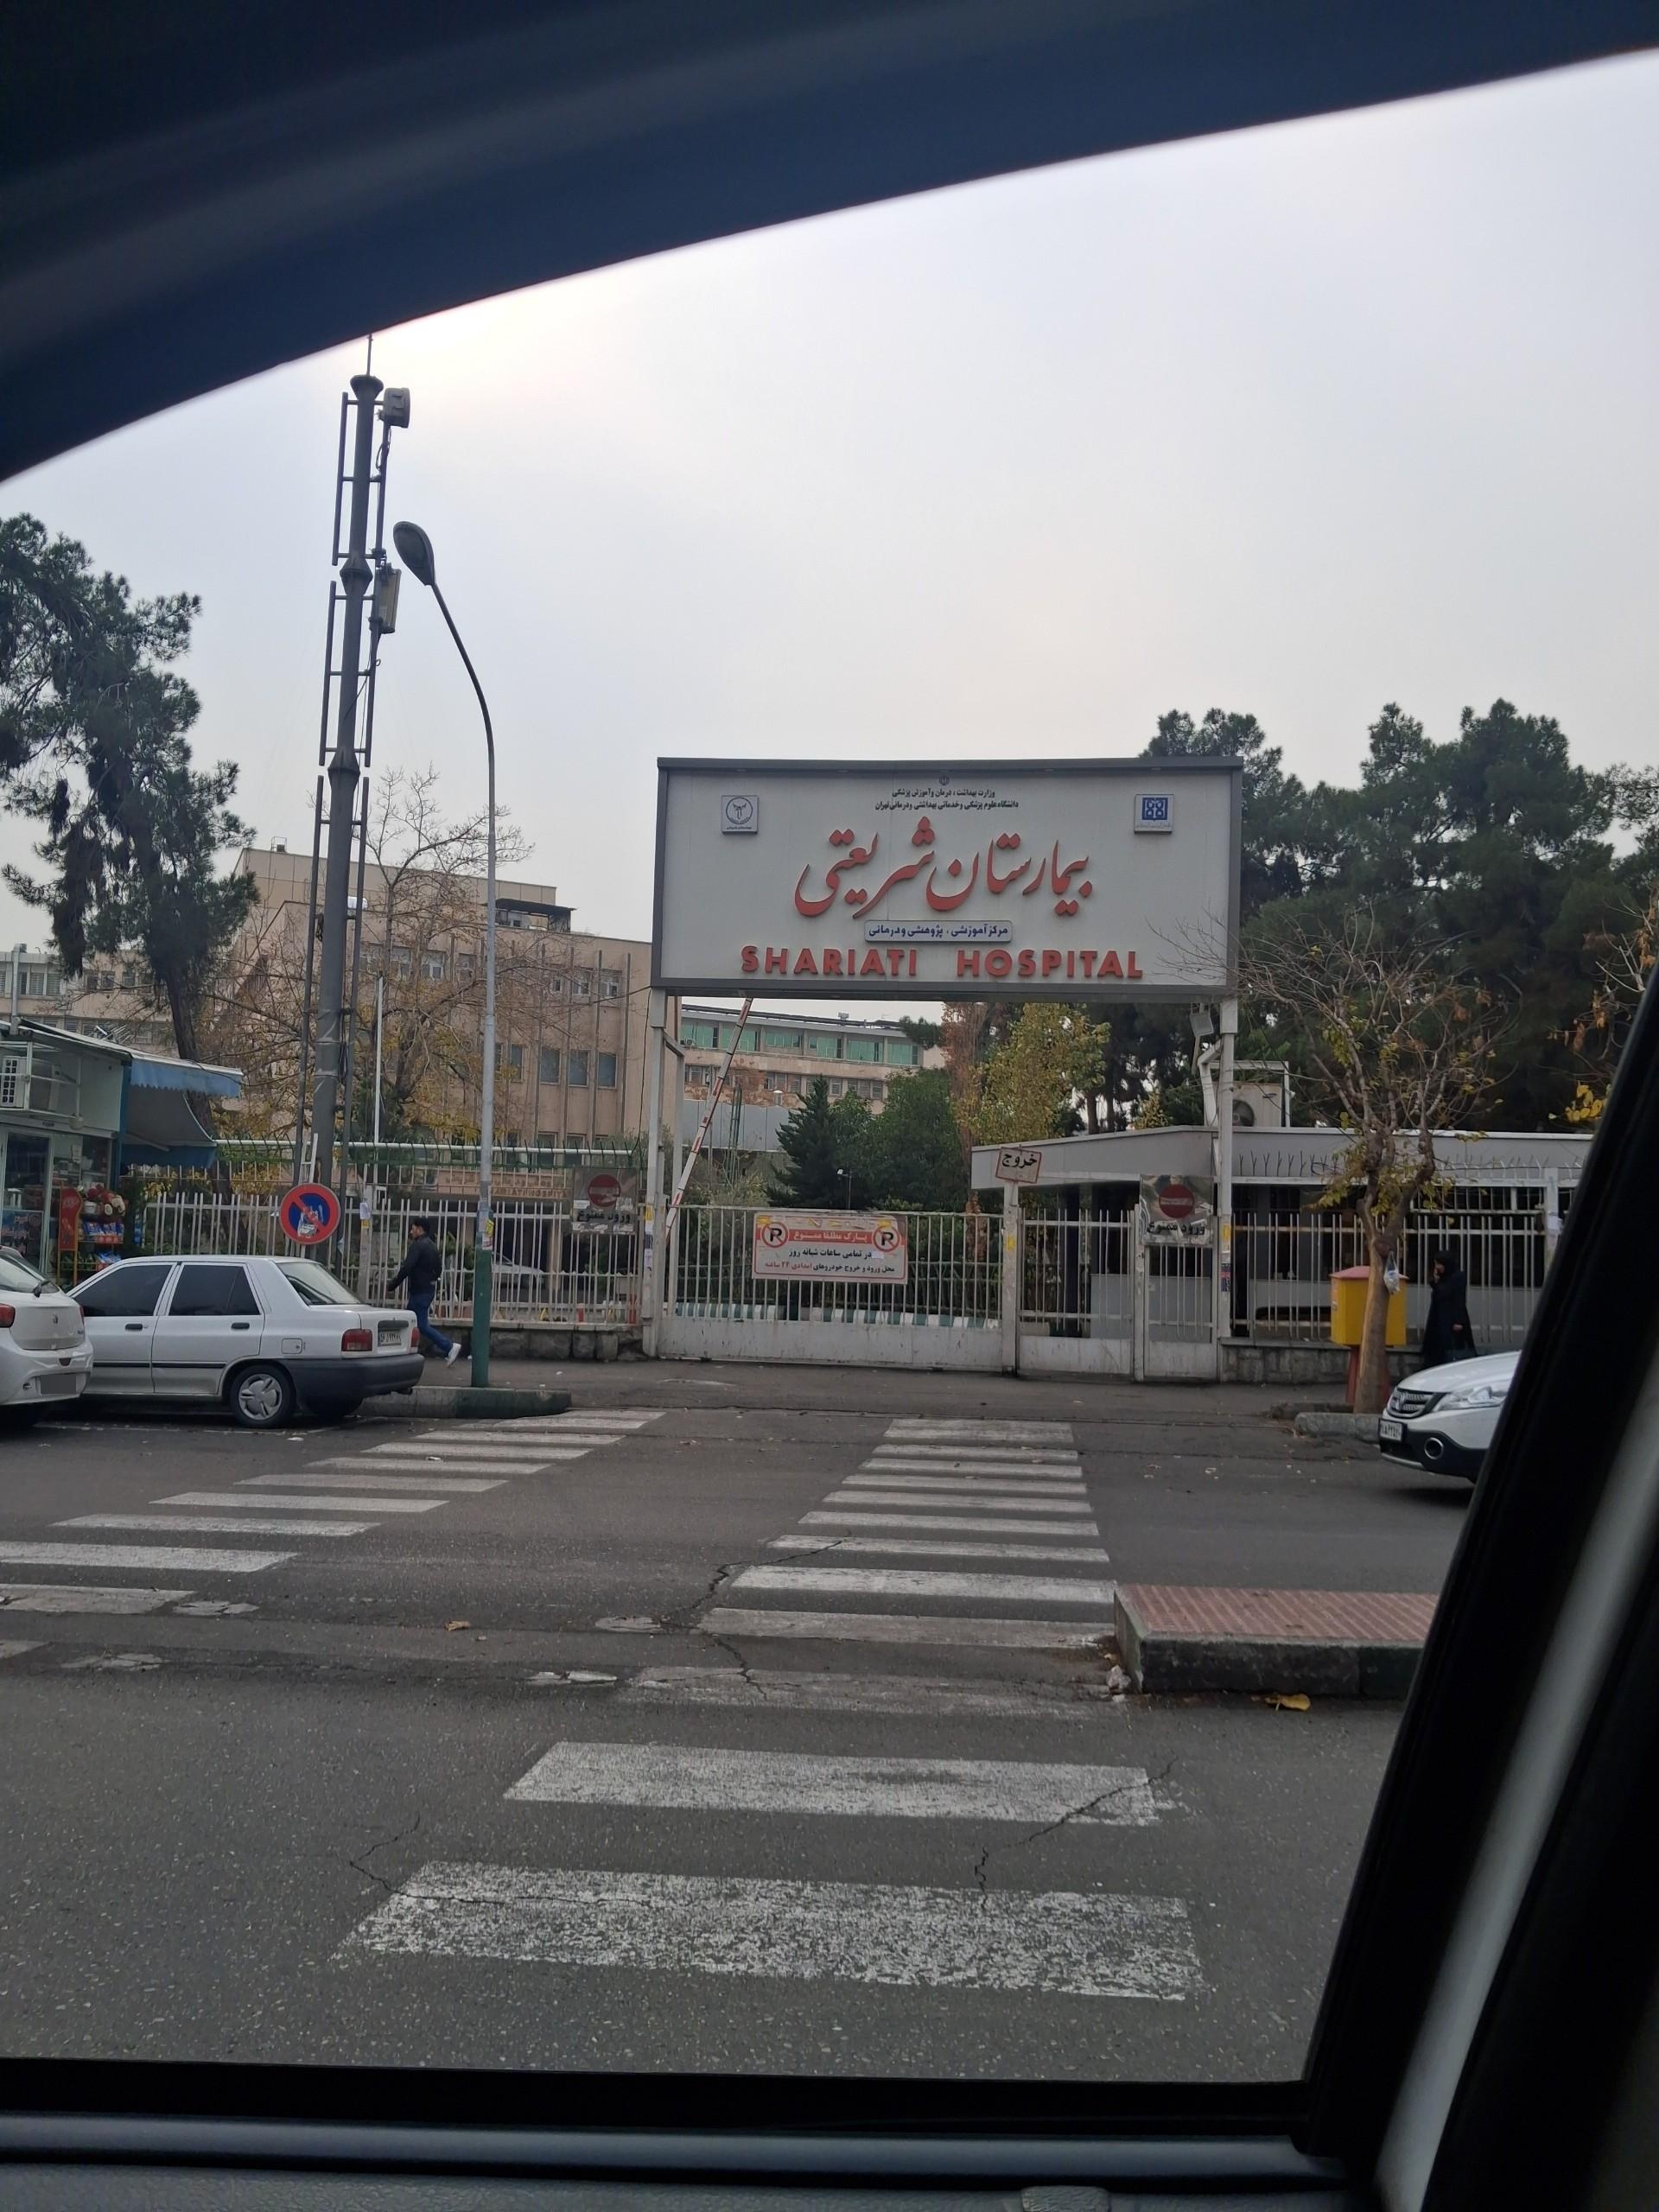 وزارت بهداشت ، درمان و آموزش پزشکی
دانشگاه علوم پزشکی و خدماتی بهداشتی و درمانی تهران
بیمارستان شریعتی
مرکز آموزشی ، پژوهشی و درمانی
SHARIATI HOSPITAL
خروج
ورود ممنوع
ورود ممنوع
پارک مطلقا ممنوع
در تمامی ساعات شبانه روز
محل ورود و خروج خودروهای امدادی ۲۴ ساعته